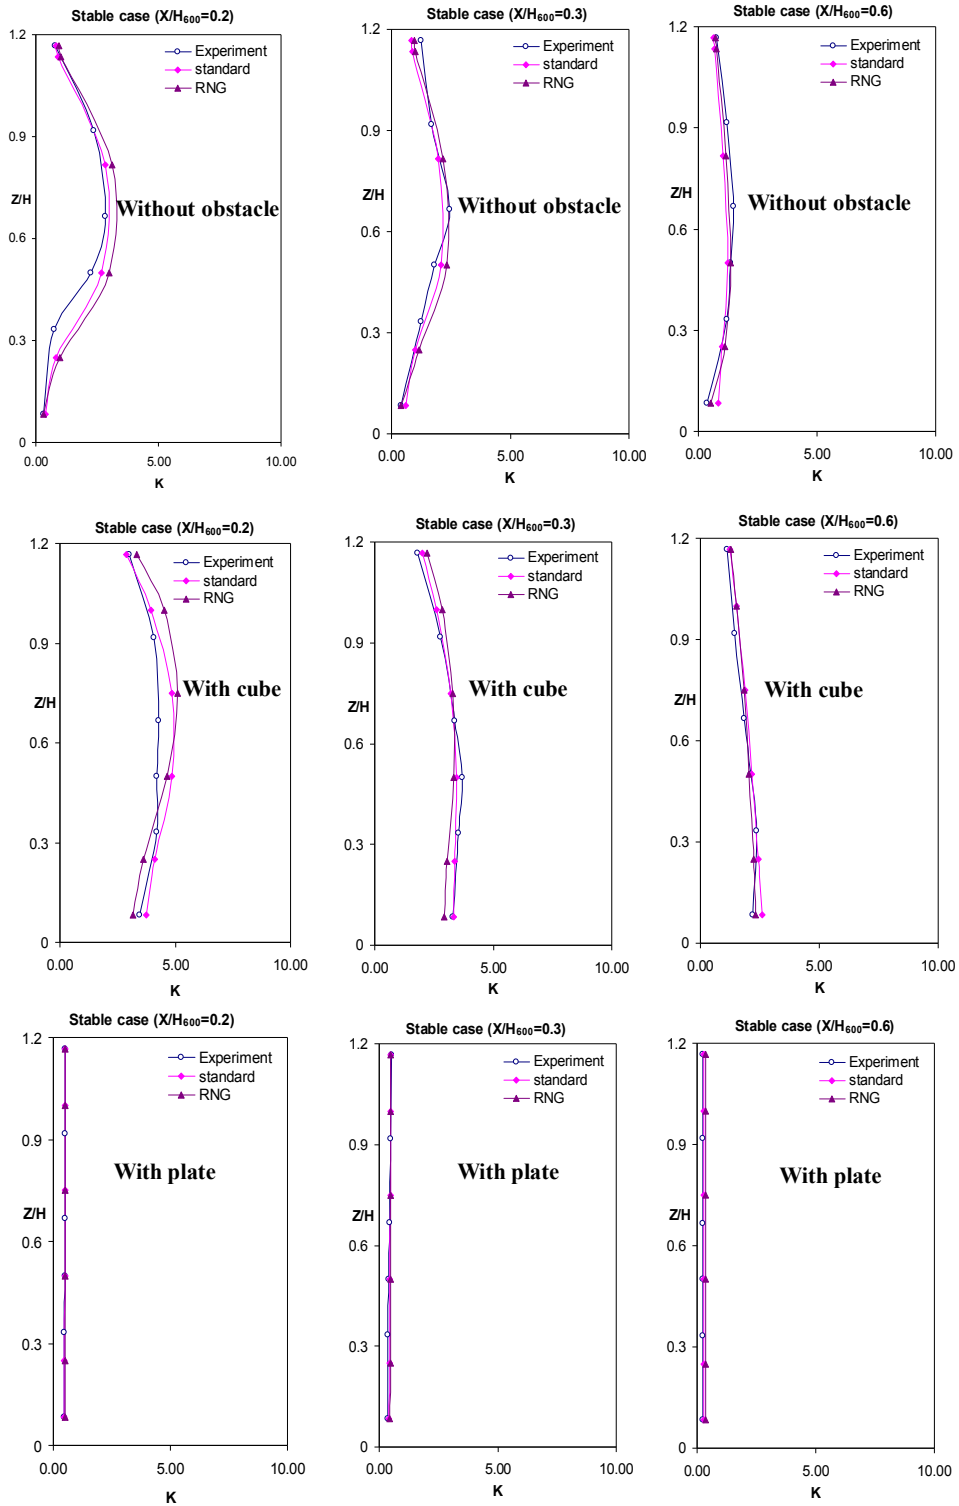 Stable case (X/H600=0.2)
1.2
Experiment
standard
RNG
0.9
Z/H
Without obstacle
0.6
0.3
0
0.00 5.00 10.00
K
Stable case (X/H600=0.3)
1.2
Experiment
standard
RNG
0.9
Z/H
Without obstacle
0.6
0.3
0
0.00 5.00 10.00
K
Stable case (X/H600=0.6)
1.2
Experiment
standard
RNG
0.9
Z/H
Without obstacle
0.6
0.3
0
0.00 5.00 10.00
K
Stable case (X/H600=0.2)
1.2
Experiment
standard
RNG
0.9
With cube
Z/H
0.6
0.3
0
0.00 5.00 10.00
K
Stable case (X/H600=0.3)
1.2
Experiment
standard
RNG
0.9
With cube
Z/H
0.6
0.3
0
0.00 5.00 10.00
K
Stable case (X/H600=0.6)
1.2
Experiment
standard
RNG
0.9
With cube
Z/H
0.6
0.3
0
0.00 5.00 10.00
K
Stable case (X/H600=0.2)
1.2
Experiment
standard
RNG
0.9
With plate
Z/H
0.6
0.3
0
0.00 5.00 10.00
K
Stable case (X/H600=0.3)
1.2
Experiment
standard
RNG
0.9
With plate
Z/H
0.6
0.3
0
0.00 5.00 10.00
K
Stable case (X/H600=0.6)
1.2
Experiment
standard
RNG
0.9
With plate
Z/H
0.6
0.3
0
0.00 5.00 10.00
K